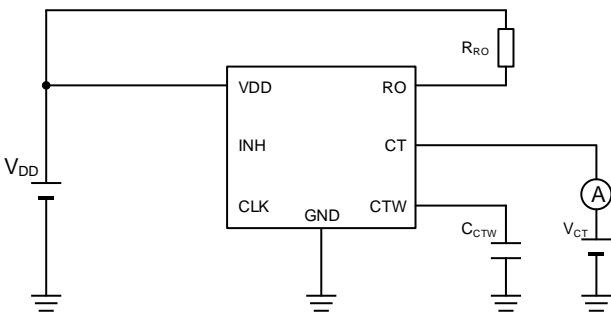 R_RO
VDD RO
INH CT
V_DD
CLK GND CTW
A
C_CTW
V_CT